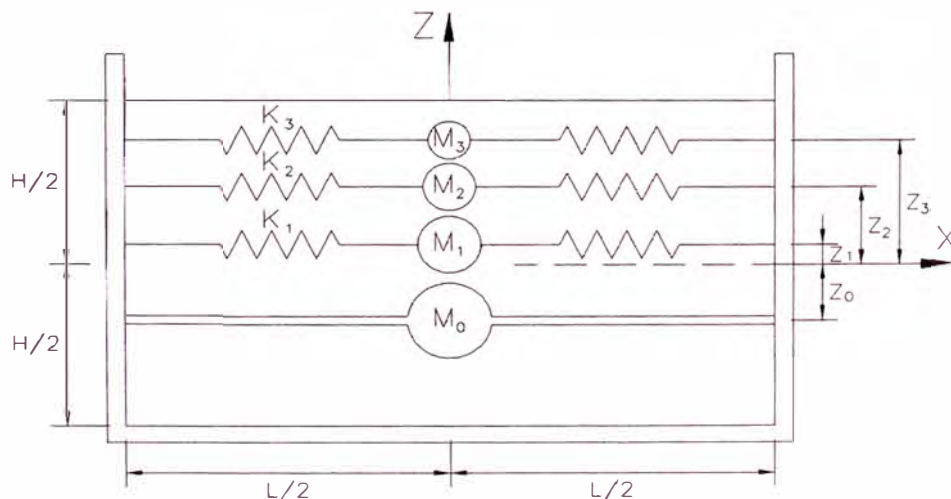 Z
K₃
M₃
H/2
K₂
M₂
Z₃
Z₂
K₁
M₁
Z₁
X
Z₀
M₀
H/2
L/2
L/2